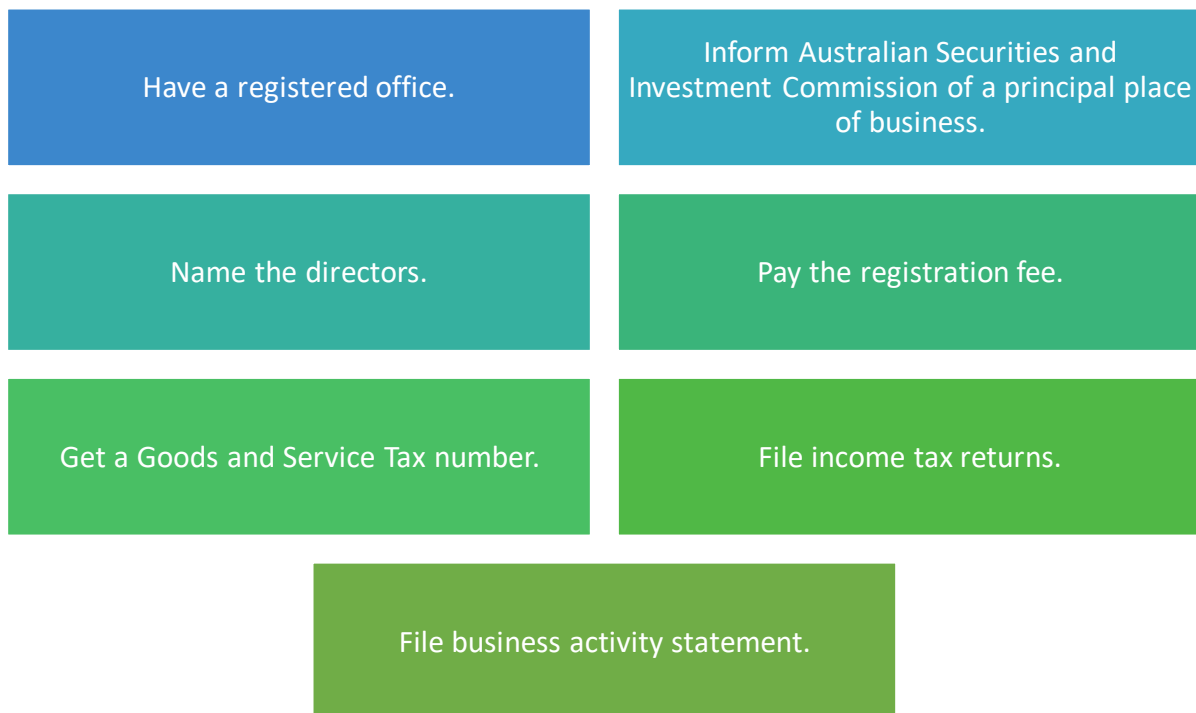 Have a registered office.
Inform Australian Securities and
Investment Commission of a principal place
of business.
Name the directors.
Pay the registration fee.
Get a Goods and Service Tax number.
File income tax returns.
File business activity statement.